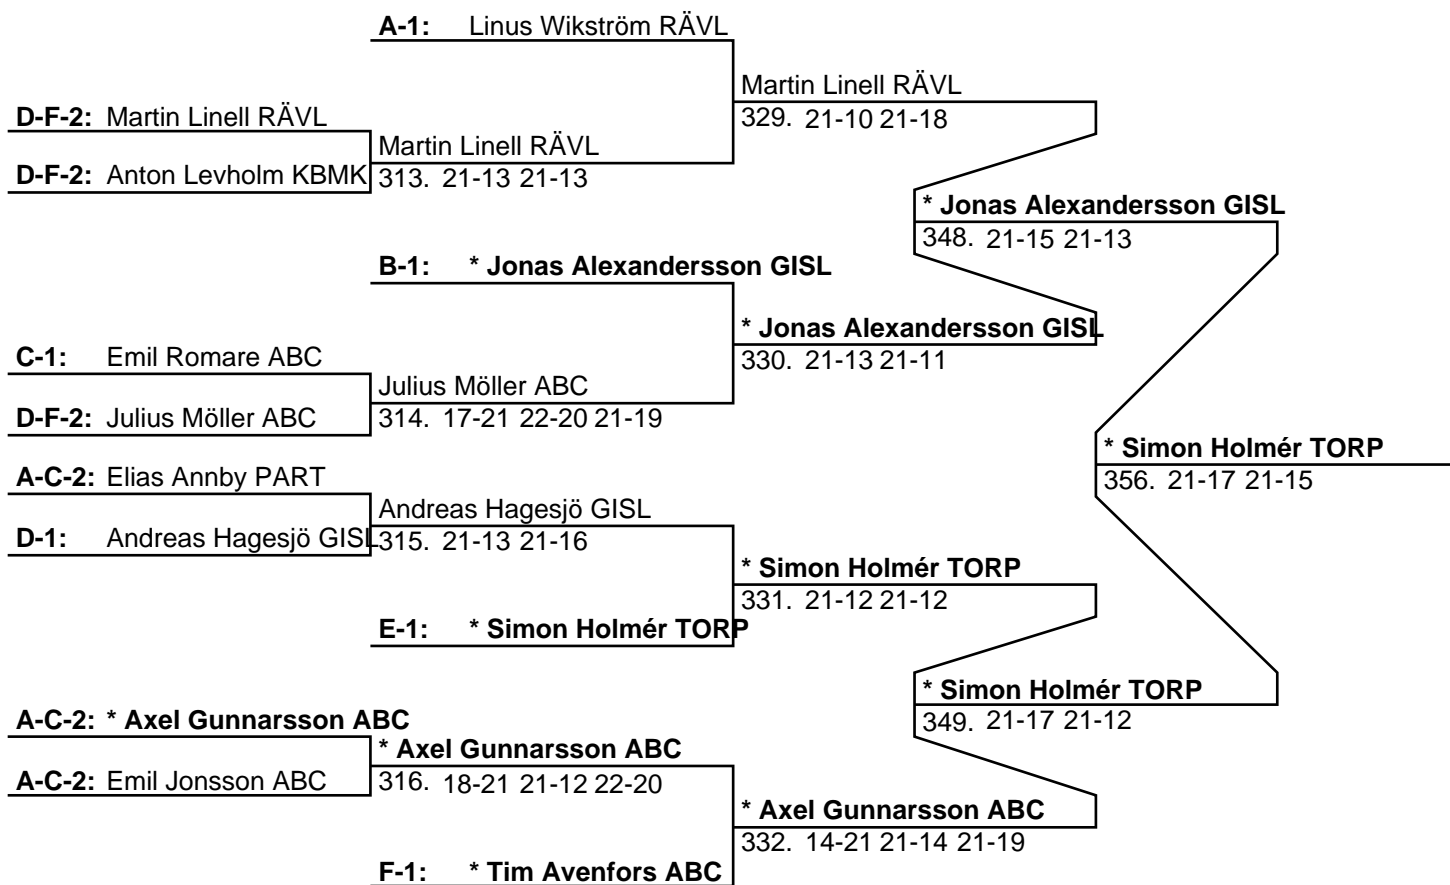 A-1: Linus Wikström RÄVL
Martin Linell RÄVL
329. 21-10 21-18
D-F-2: Martin Linell RÄVL
Martin Linell RÄVL
D-F-2: Anton Levholm KBMK
313. 21-13 21-13
* Jonas Alexandersson GISL
348. 21-15 21-13
B-1: * Jonas Alexandersson GISL
* Jonas Alexandersson GISL
330. 21-13 21-11
C-1: Emil Romare ABC
Julius Möller ABC
D-F-2: Julius Möller ABC
314. 17-21 22-20 21-19
* Simon Holmér TORP
356. 21-17 21-15
A-C-2: Elias Annby PART
Andreas Hagesjö GISL
D-1: Andreas Hagesjö GISL
315. 21-13 21-16
* Simon Holmér TORP
331. 21-12 21-12
E-1: * Simon Holmér TORP
* Simon Holmér TORP
349. 21-17 21-12
A-C-2: * Axel Gunnarsson ABC
* Axel Gunnarsson ABC
A-C-2: Emil Jonsson ABC
316. 18-21 21-12 22-20
* Axel Gunnarsson ABC
332. 14-21 21-14 21-19
F-1: * Tim Avenfors ABC